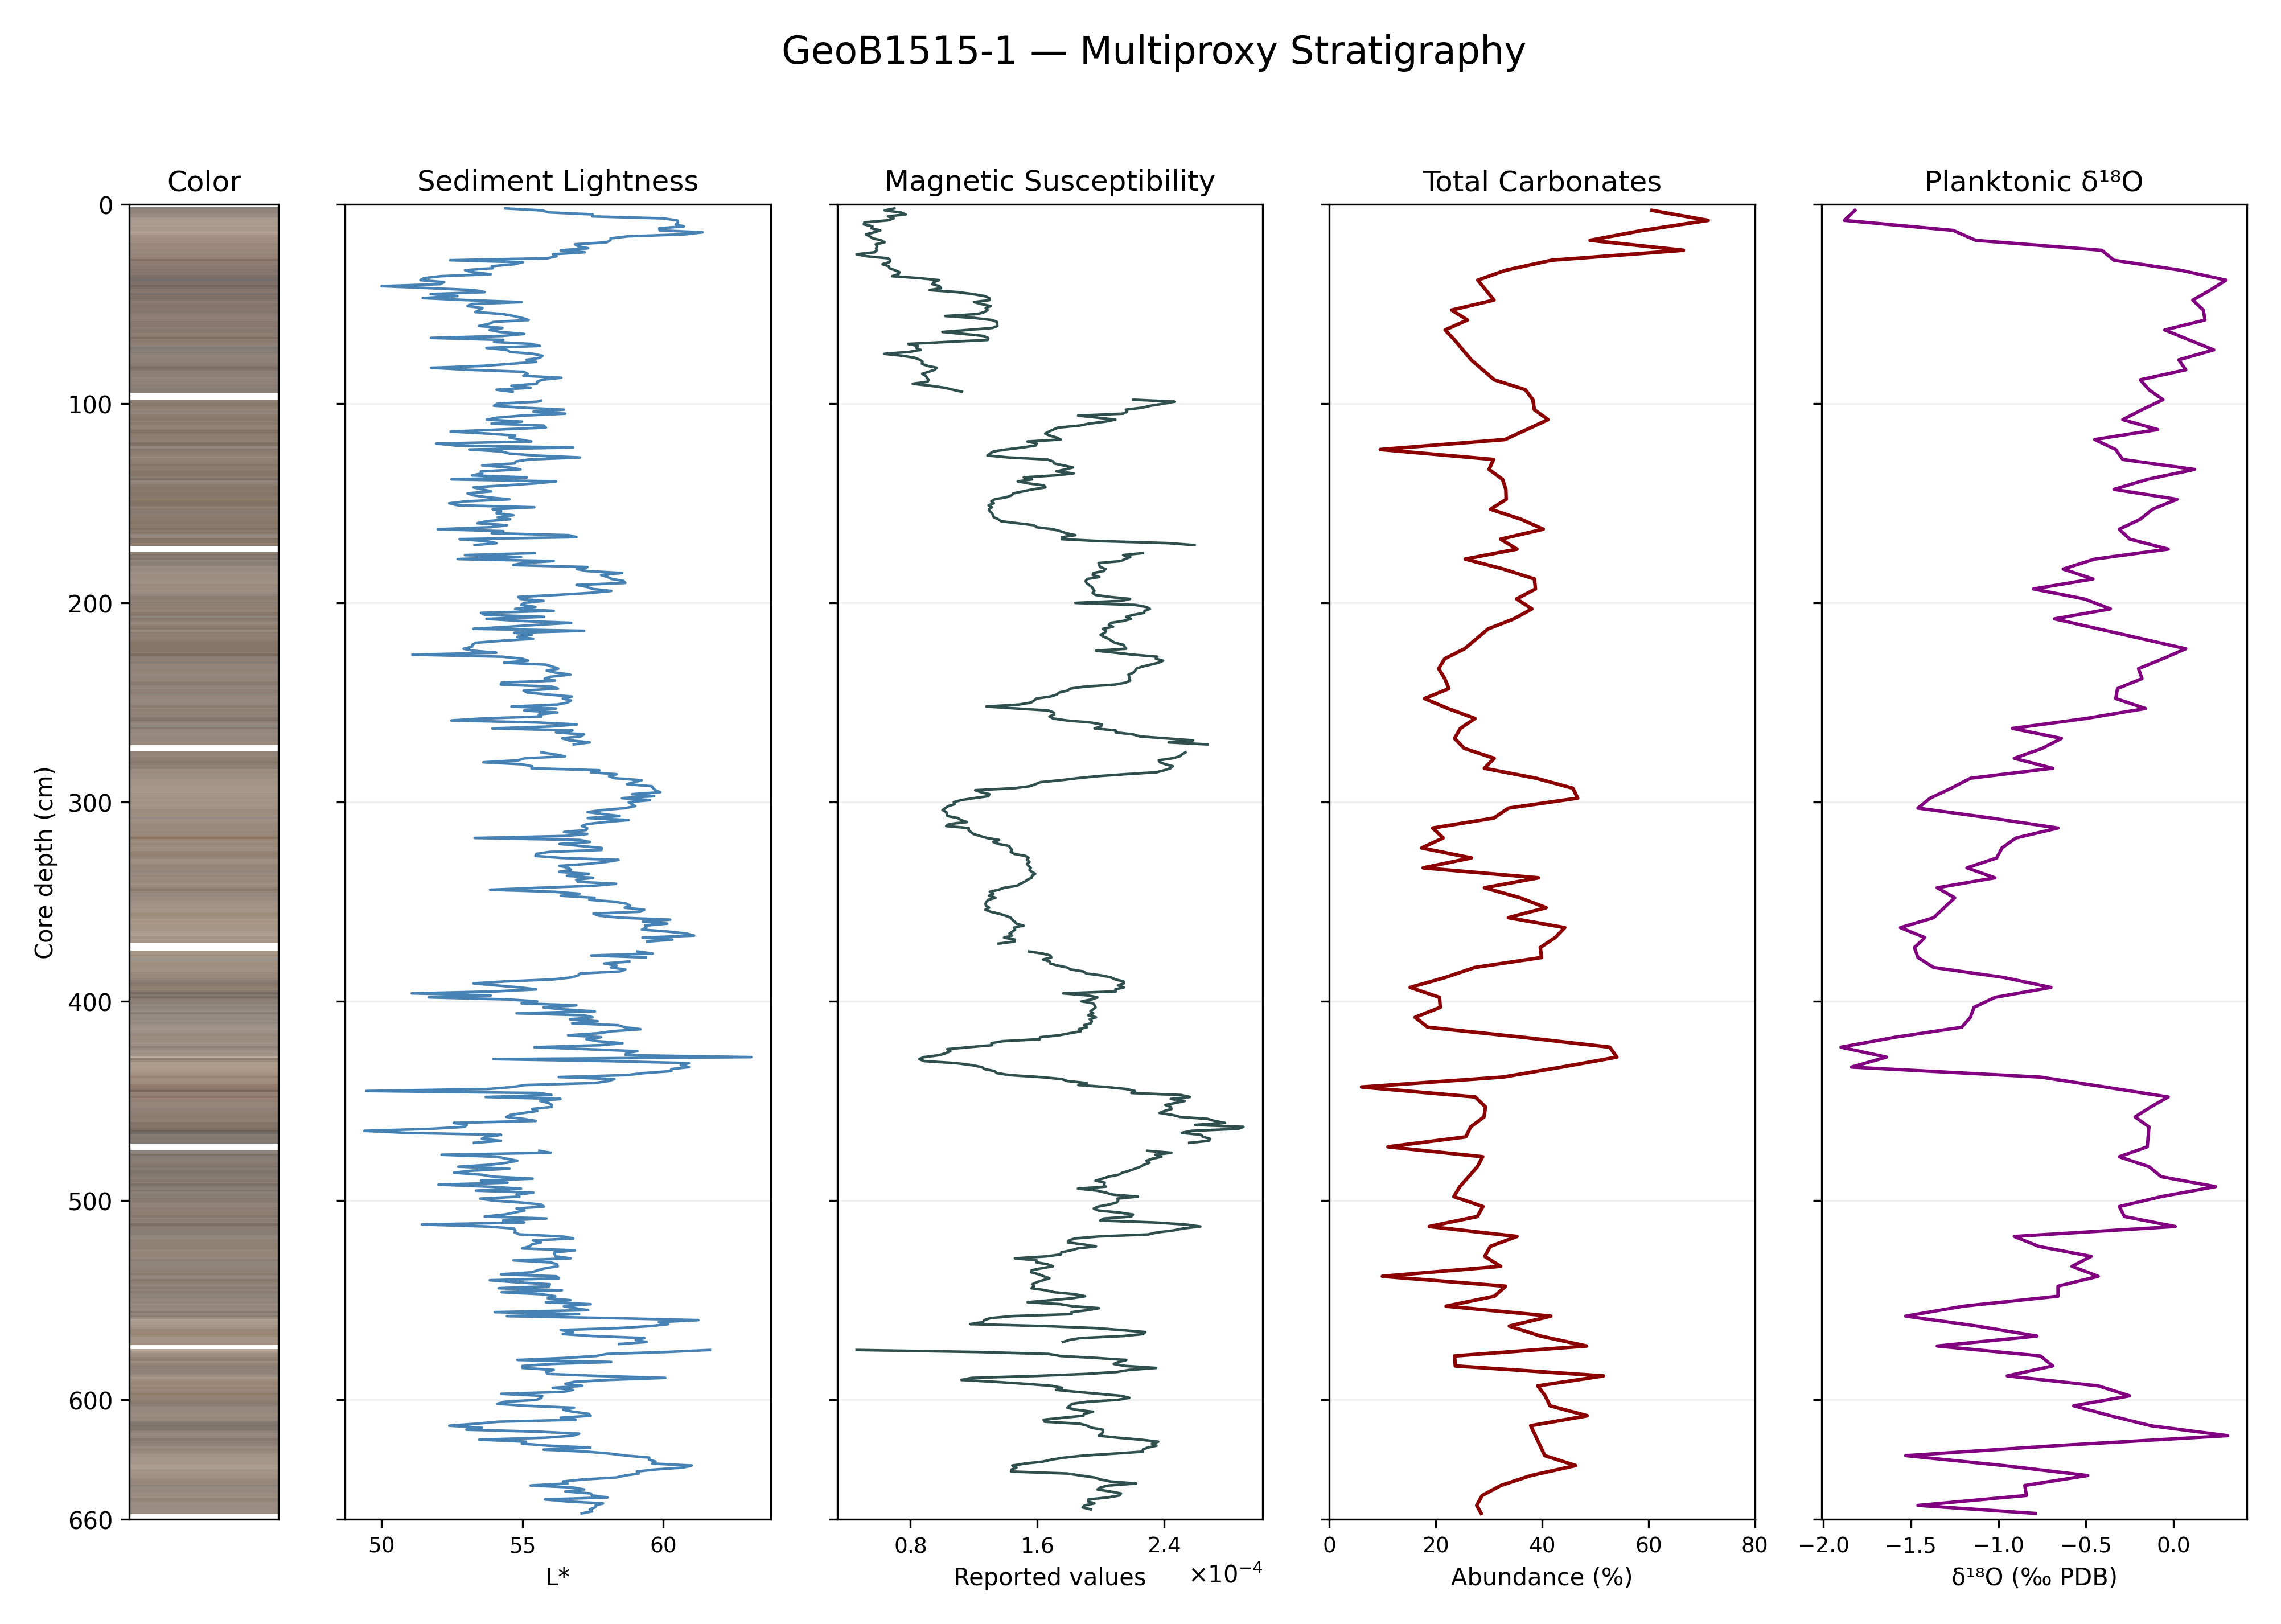 GeoB1515-1 — Multiproxy Stratigraphy
Color
Sediment Lightness
Magnetic Susceptibility
Total Carbonates
Planktonic δ¹⁸O
Core depth (cm)
0
100
200
300
400
500
600
660
50 55 60
L*
0.8 1.6 2.4
Reported values
×10⁻⁴
0 20 40 60 80
Abundance (%)
−2.0 −1.5 −1.0 −0.5 0.0
δ¹⁸O (‰ PDB)